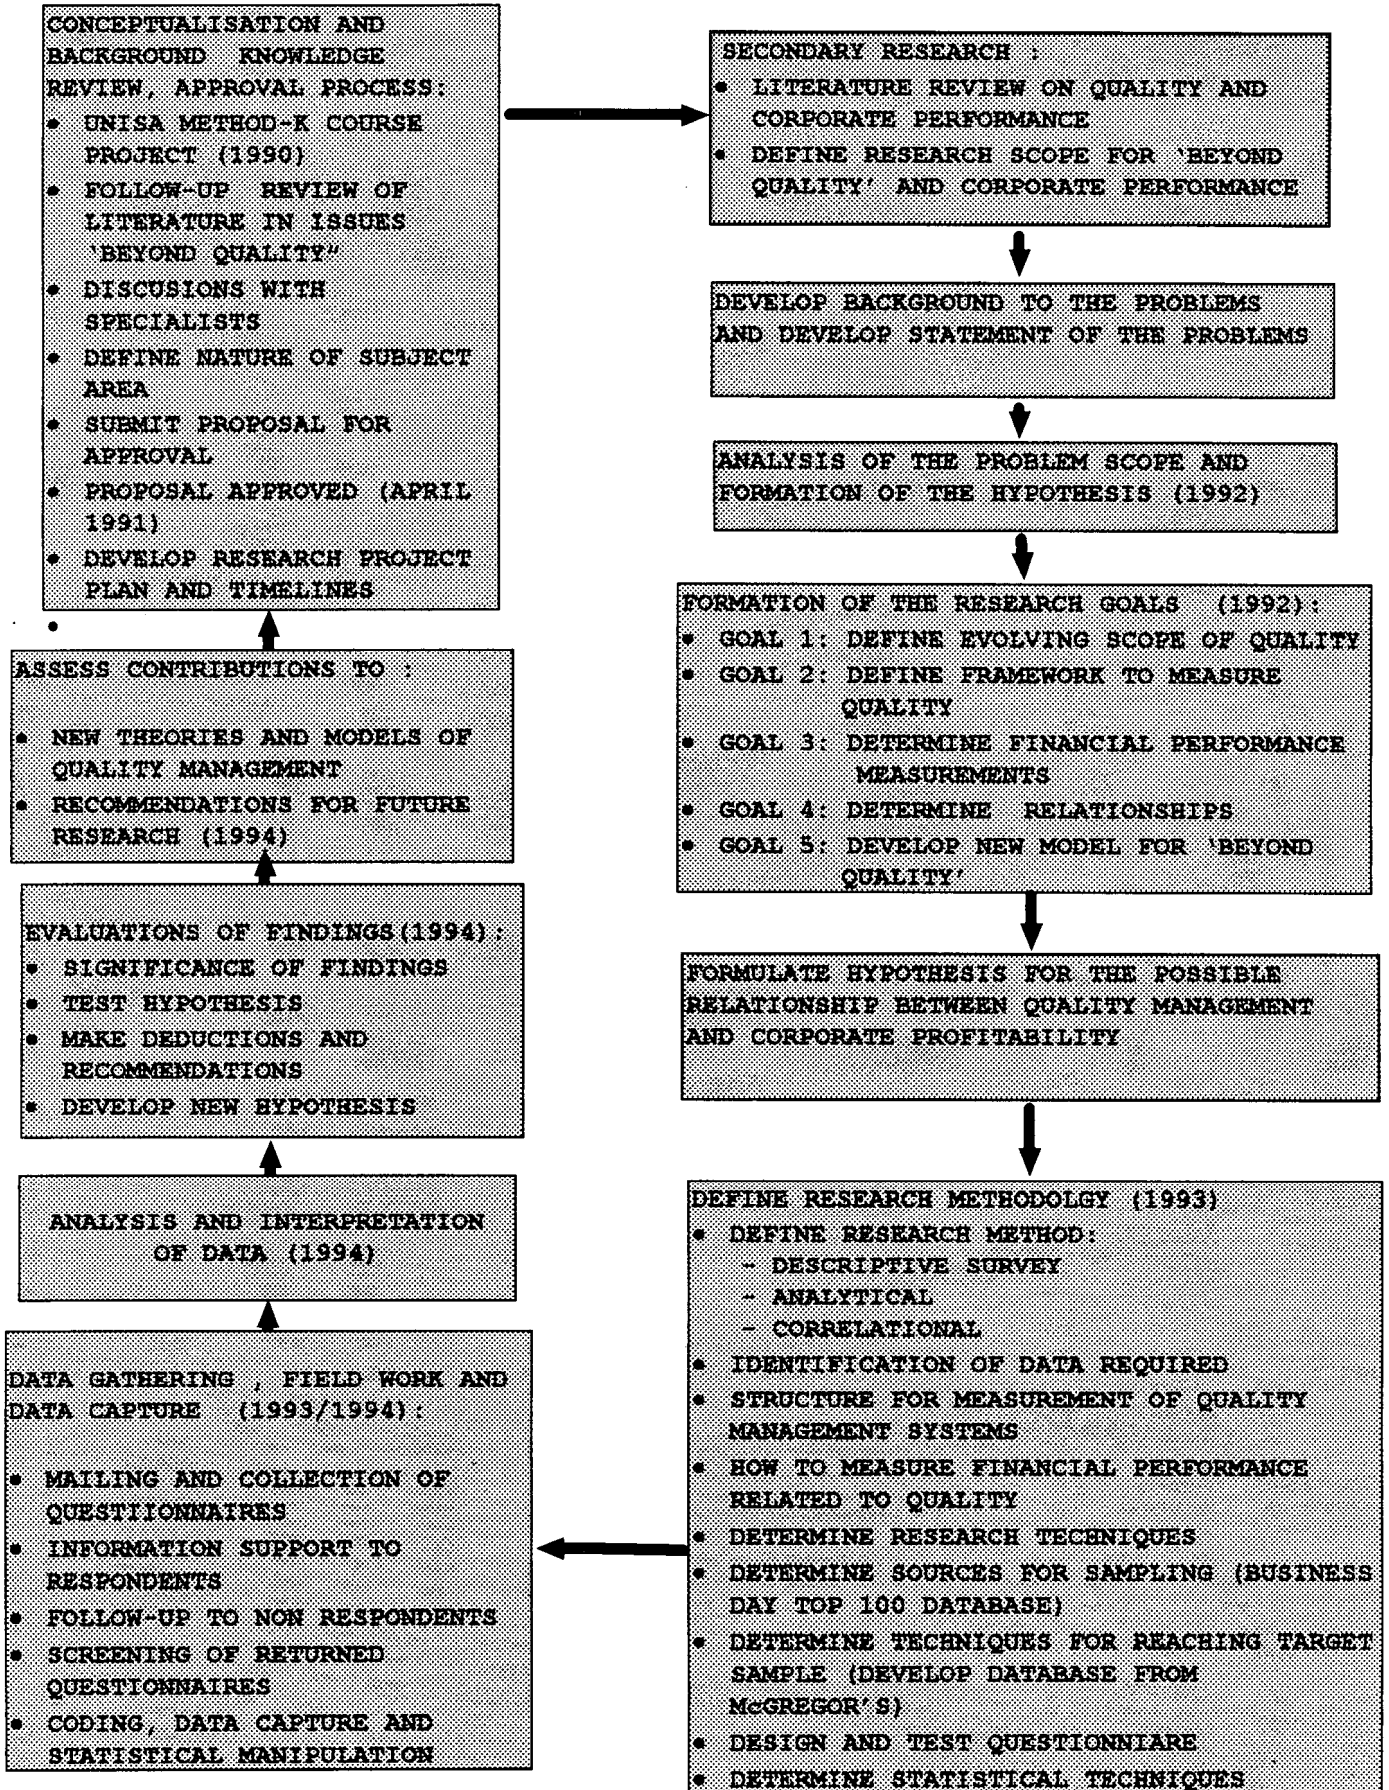 CONCEPTUALISATION AND
BACKGROUND KNOWLEDGE
REVIEW, APPROVAL PROCESS:
• UNISA METHOD-K COURSE
PROJECT (1990)
• FOLLOW-UP REVIEW OF
LITERATURE IN ISSUES
'BEYOND QUALITY"
• DISCUSIONS WITH
SPECIALISTS
• DEFINE NATURE OF SUBJECT
AREA
• SUBMIT PROPOSAL FOR
APPROVAL
• PROPOSAL APPROVED (APRIL
1991)
• DEVELOP RESEARCH PROJECT
PLAN AND TIMELINES
•
SECONDARY RESEARCH :
• LITERATURE REVIEW ON QUALITY AND
CORPORATE PERFORMANCE
• DEFINE RESEARCH SCOPE FOR 'BEYOND
QUALITY' AND CORPORATE PERFORMANCE
DEVELOP BACKGROUND TO THE PROBLEMS
AND DEVELOP STATEMENT OF THE PROBLEMS
ANALYSIS OF THE PROBLEM SCOPE AND
FORMATION OF THE HYPOTHESIS (1992)
FORMATION OF THE RESEARCH GOALS (1992):
• GOAL 1: DEFINE EVOLVING SCOPE OF QUALITY
• GOAL 2: DEFINE FRAMEWORK TO MEASURE
QUALITY
• GOAL 3: DETERMINE FINANCIAL PERFORMANCE
MEASUREMENTS
• GOAL 4: DETERMINE RELATIONSHIPS
• GOAL 5: DEVELOP NEW MODEL FOR 'BEYOND
QUALITY'
FORMULATE HYPOTHESIS FOR THE POSSIBLE
RELATIONSHIP BETWEEN QUALITY MANAGEMENT
AND CORPORATE PROFITABILITY
DEFINE RESEARCH METHODOLGY (1993)
• DEFINE RESEARCH METHOD:
- DESCRIPTIVE SURVEY
- ANALYTICAL
- CORRELATIONAL
• IDENTIFICATION OF DATA REQUIRED
• STRUCTURE FOR MEASUREMENT OF QUALITY
MANAGEMENT SYSTEMS
• HOW TO MEASURE FINANCIAL PERFORMANCE
RELATED TO QUALITY
• DETERMINE RESEARCH TECHNIQUES
• DETERMINE SOURCES FOR SAMPLING (BUSINESS
DAY TOP 100 DATABASE)
• DETERMINE TECHNIQUES FOR REACHING TARGET
SAMPLE (DEVELOP DATABASE FROM
McGREGOR'S)
• DESIGN AND TEST QUESTIONNIARE
• DETERMINE STATISTICAL TECHNIQUES
DATA GATHERING , FIELD WORK AND
DATA CAPTURE (1993/1994):
• MAILING AND COLLECTION OF
QUESTIIONNAIRES
• INFORMATION SUPPORT TO
RESPONDENTS
• FOLLOW-UP TO NON RESPONDENTS
• SCREENING OF RETURNED
QUESTIONNAIRES
• CODING, DATA CAPTURE AND
STATISTICAL MANIPULATION
ANALYSIS AND INTERPRETATION
OF DATA (1994)
EVALUATIONS OF FINDINGS(1994):
• SIGNIFICANCE OF FINDINGS
• TEST HYPOTHESIS
• MAKE DEDUCTIONS AND
RECOMMENDATIONS
• DEVELOP NEW HYPOTHESIS
ASSESS CONTRIBUTIONS TO :
• NEW THEORIES AND MODELS OF
QUALITY MANAGEMENT
• RECOMMENDATIONS FOR FUTURE
RESEARCH (1994)